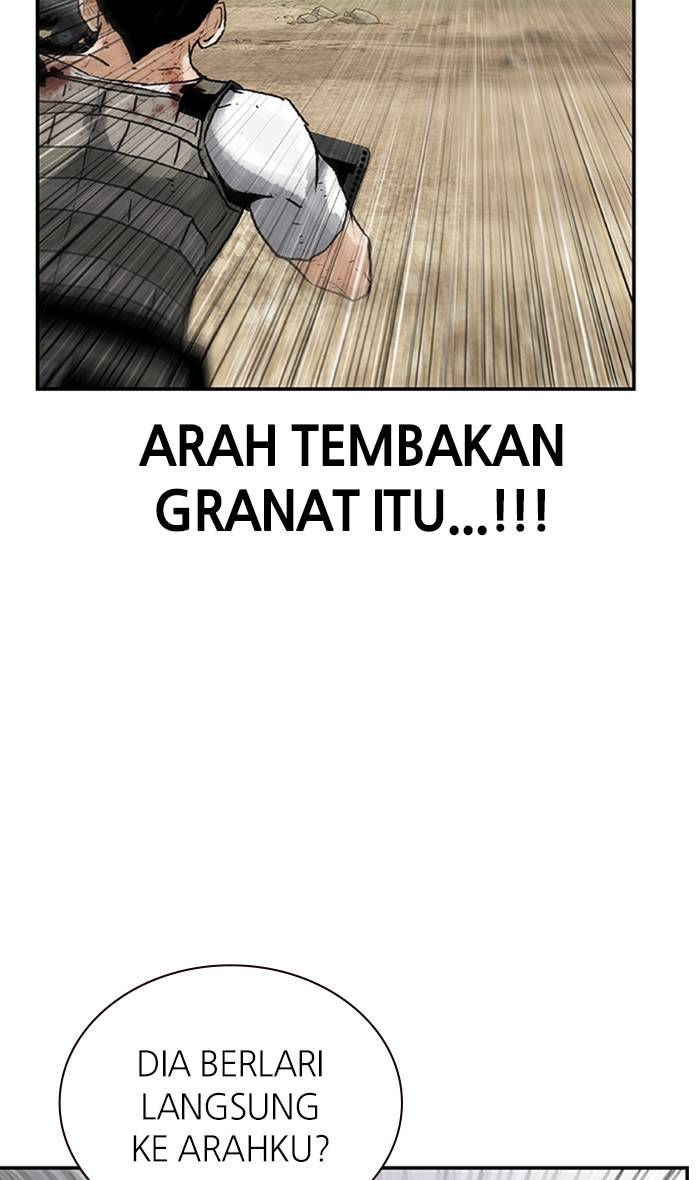 ARAH TEMBAKAN
GRANAT ITU...!!!
DIA BERLARI
LANGSUNG
KE ARAHKU?